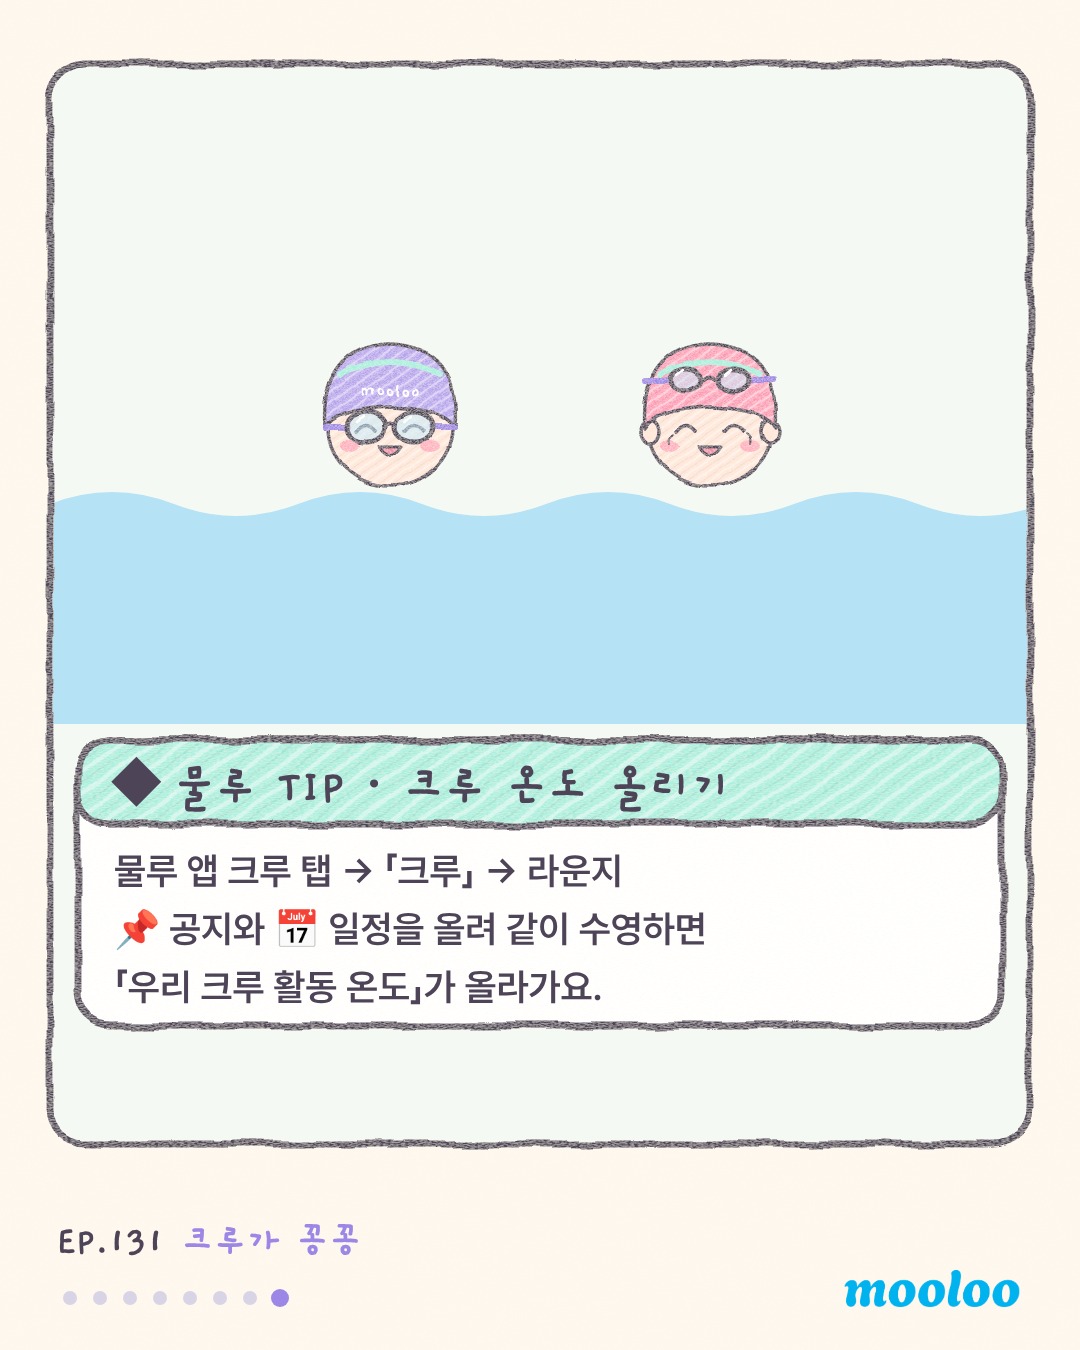 mooloo
◆ 물루 TIP · 크루 온도 올리기
물루 앱 크루 탭 → 「크루」 → 라운지
📌 공지와 📅 일정을 올려 같이 수영하면
「우리 크루 활동 온도」가 올라가요.
EP.131 크루가 꽁꽁
mooloo